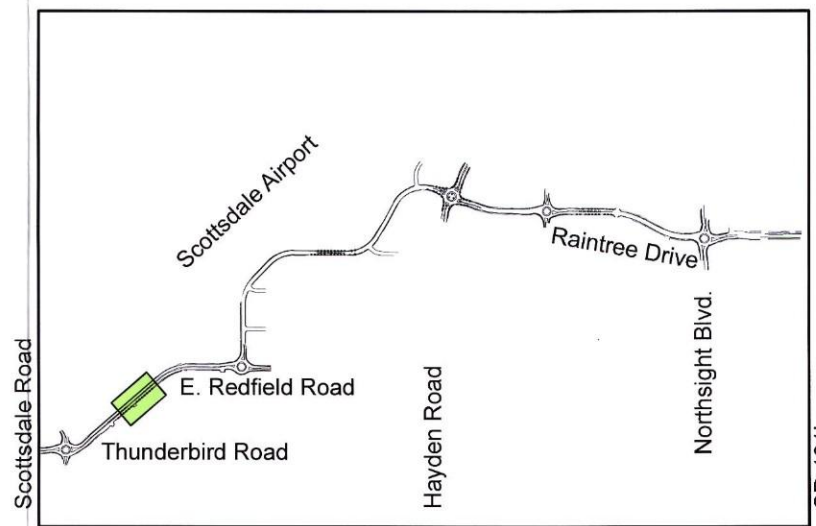 Scottsdale Airport
Raintree Drive
E. Redfield Road
Thunderbird Road
Scottsdale Road
Hayden Road
Northsight Blvd.